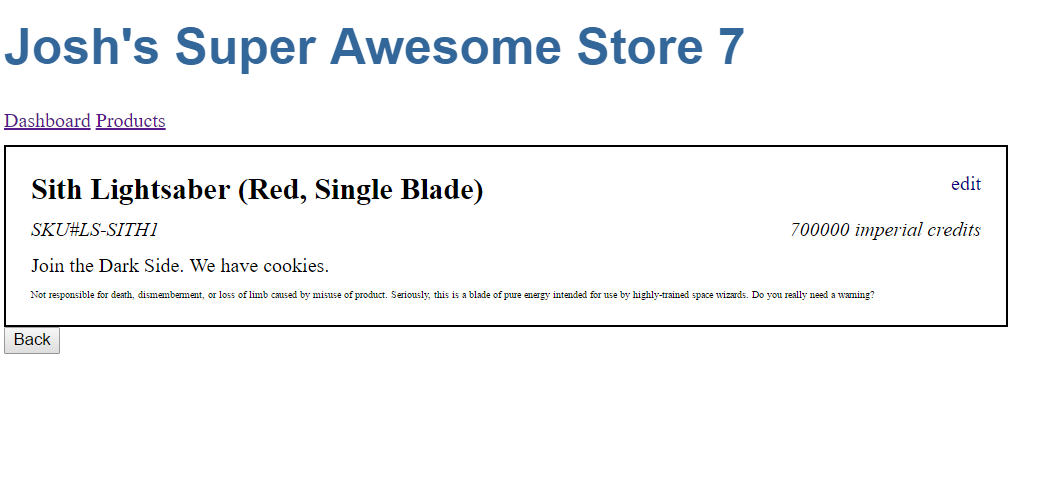 Josh's Super Awesome Store 7
Dashboard Products
Sith Lightsaber (Red, Single Blade) edit
SKU#LS-SITH1 700000 imperial credits
Join the Dark Side. We have cookies.
Not responsible for death, dismemberment, or loss of limb caused by misuse of product. Seriously, this is a blade of pure energy intended for use by highly-trained space wizards. Do you really need a warning?
Back